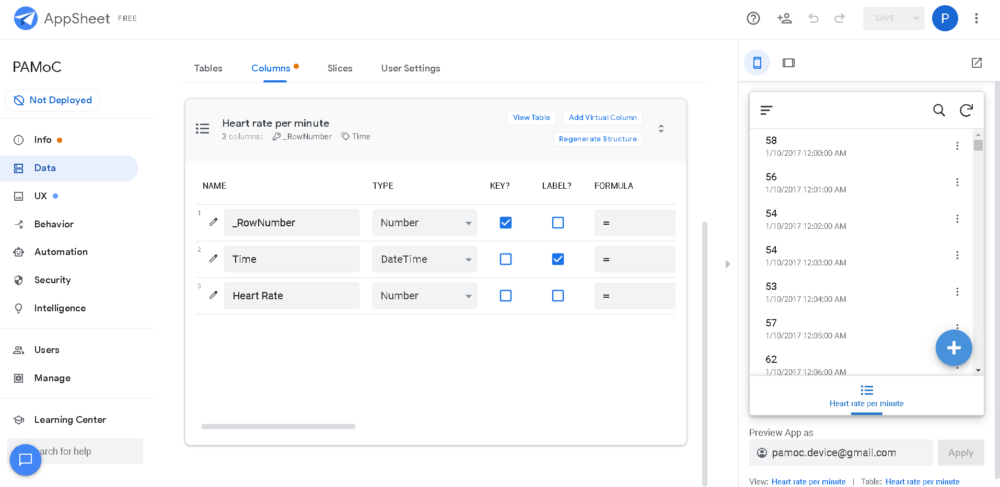 AppSheet FREE
SAVE
P
PAMoC
Not Deployed
Info
Data
UX
Behavior
Automation
Security
Intelligence
Users
Manage
Learning Center
arch for help
Tables Columns Slices User Settings
Heart rate per minute
3 columns: _RowNumber Time
View Table Add Virtual Column
Regenerate Structure
NAME TYPE KEY? LABEL? FORMULA
1 _RowNumber Number =
2 Time DateTime =
3 Heart Rate Number =
58
1/10/2017 12:00:00 AM
56
1/10/2017 12:01:00 AM
54
1/10/2017 12:02:00 AM
54
1/10/2017 12:03:00 AM
53
1/10/2017 12:04:00 AM
57
1/10/2017 12:05:00 AM
62
1/10/2017 12:06:00 AM
Heart rate per minute
Preview App as
pamoc.device@gmail.com Apply
View: Heart rate per minute | Table: Heart rate per minute